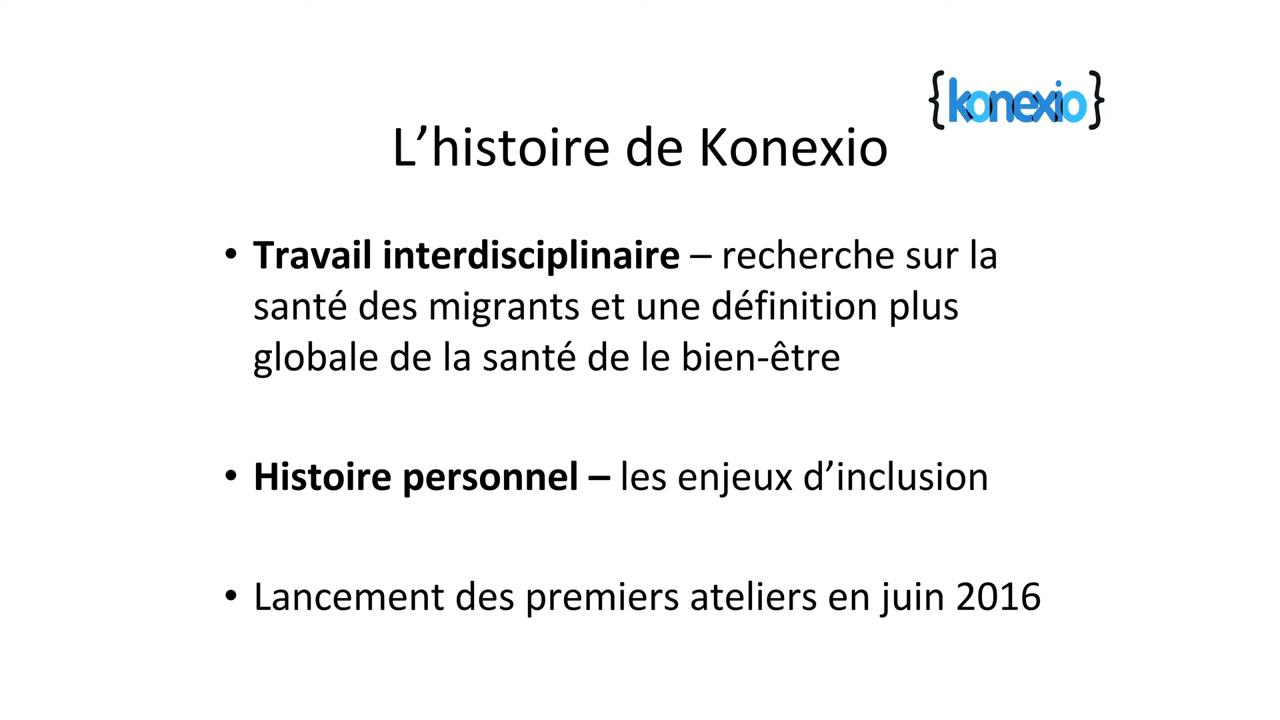 {konexio}
L’histoire de Konexio
• Travail interdisciplinaire – recherche sur la
santé des migrants et une définition plus
globale de la santé de le bien-être
• Histoire personnel – les enjeux d’inclusion
• Lancement des premiers ateliers en juin 2016